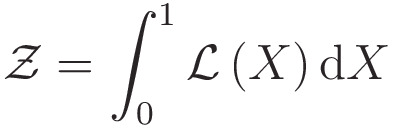 𝓩 = ∫₀¹ 𝓛 (X) dX